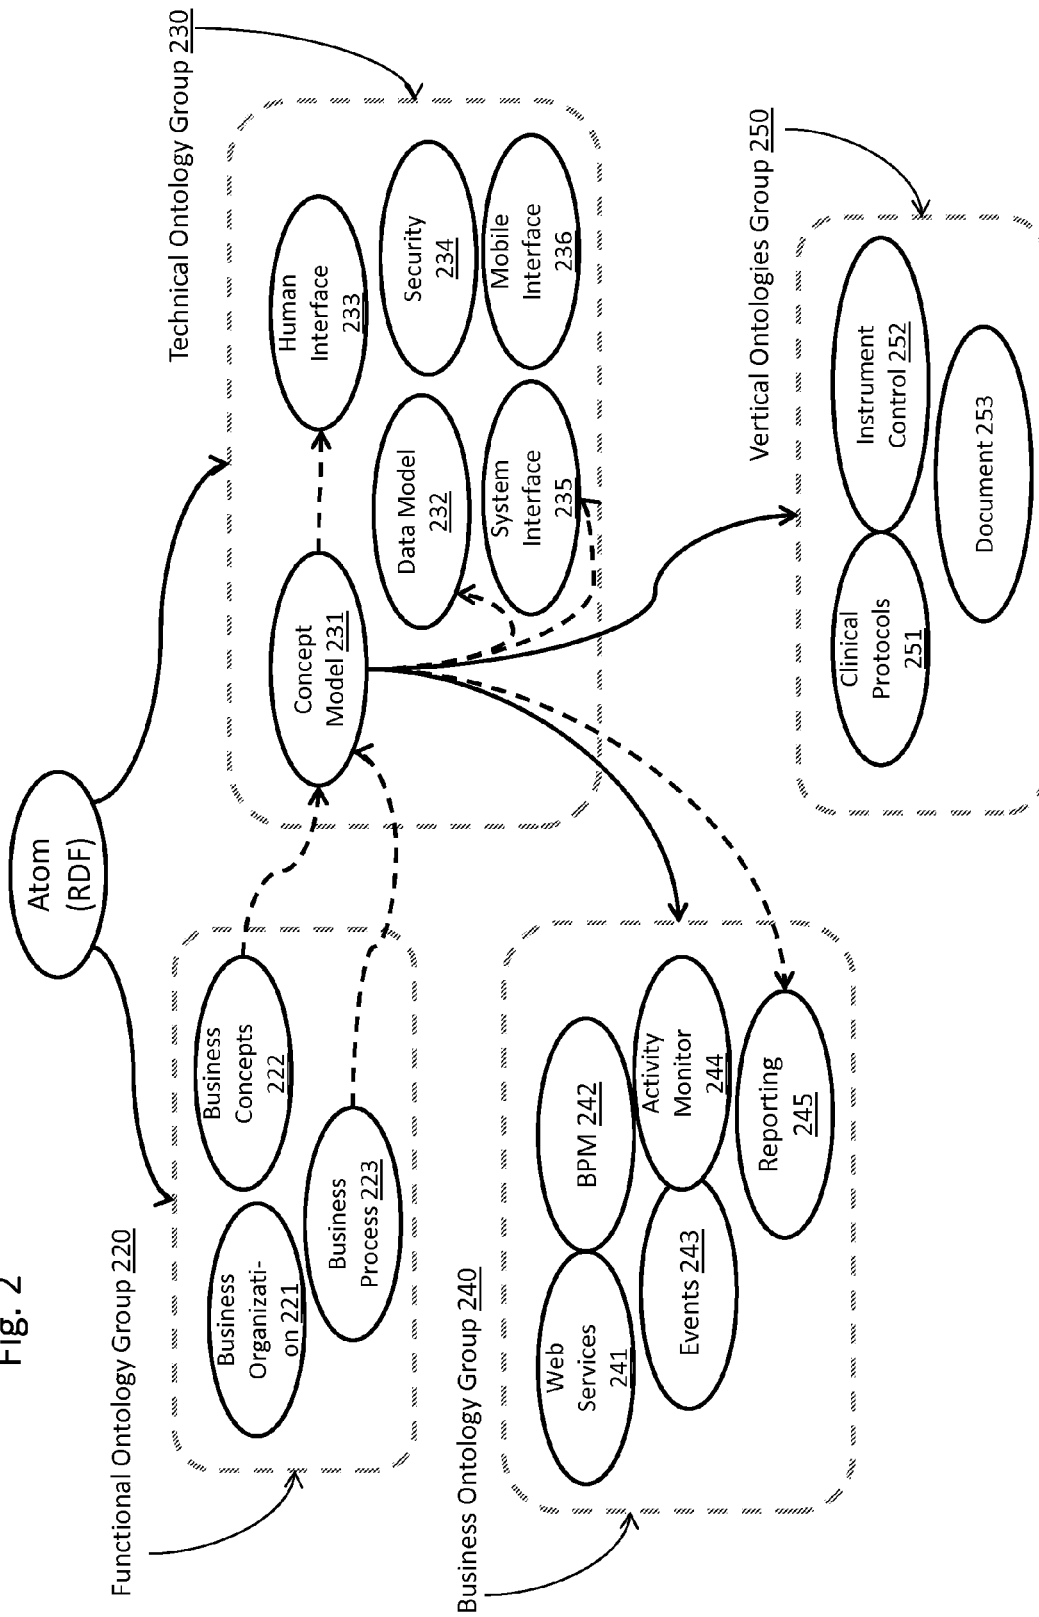 Fig. 2
Atom
(RDF)
Functional Ontology Group 220
Business
Organizati-
on 221
Business
Concepts
222
Business
Process 223
Technical Ontology Group 230
Concept
Model 231
Human
Interface
233
Data Model
232
Security
234
System
Interface
235
Mobile
Interface
236
Business Ontology Group 240
Web
Services
241
BPM 242
Events 243
Activity
Monitor
244
Reporting
245
Vertical Ontologies Group 250
Clinical
Protocols
251
Instrument
Control 252
Document 253